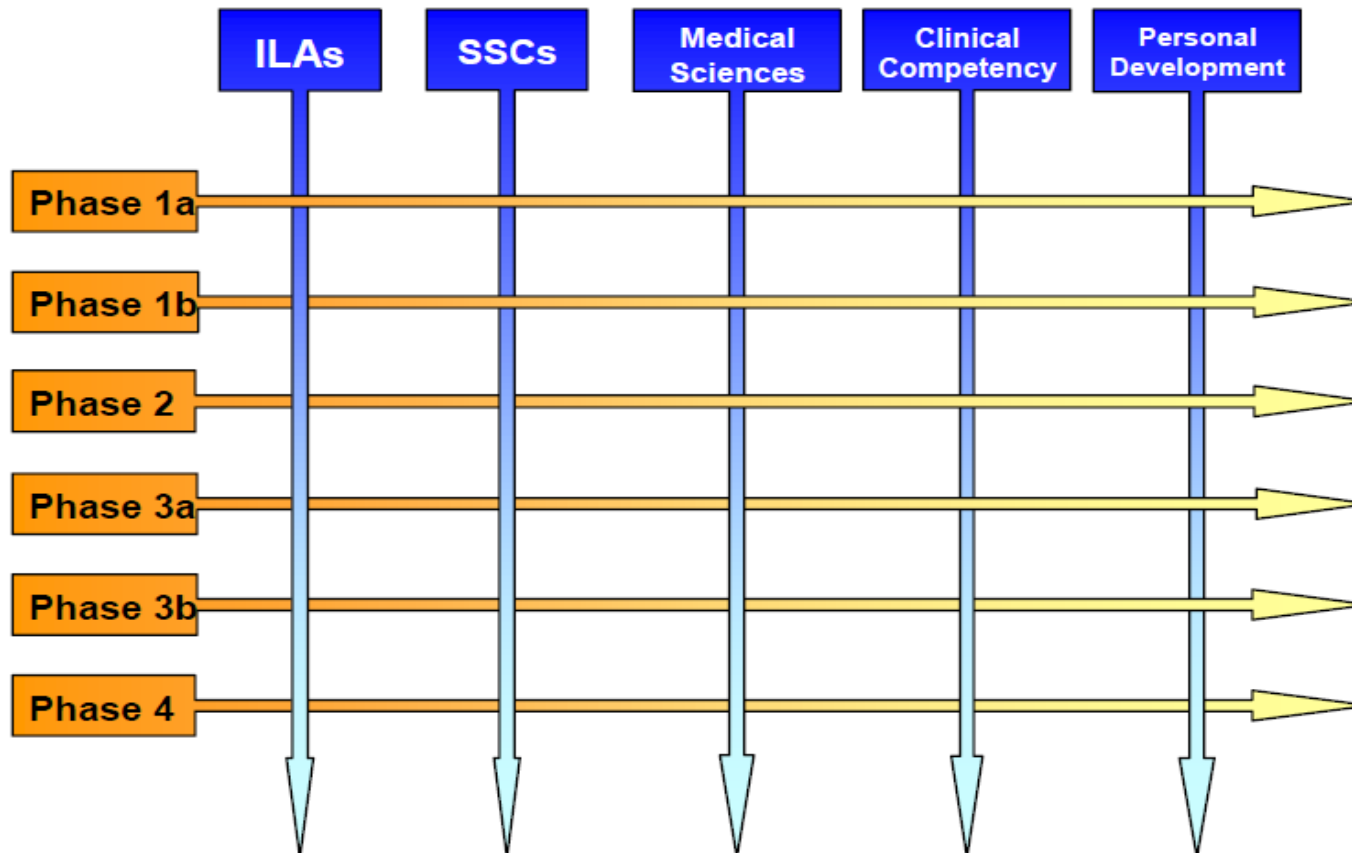 ILAs
SSCs
Medical
Sciences
Clinical
Competency
Personal
Development
Phase 1a
Phase 1b
Phase 2
Phase 3a
Phase 3b
Phase 4